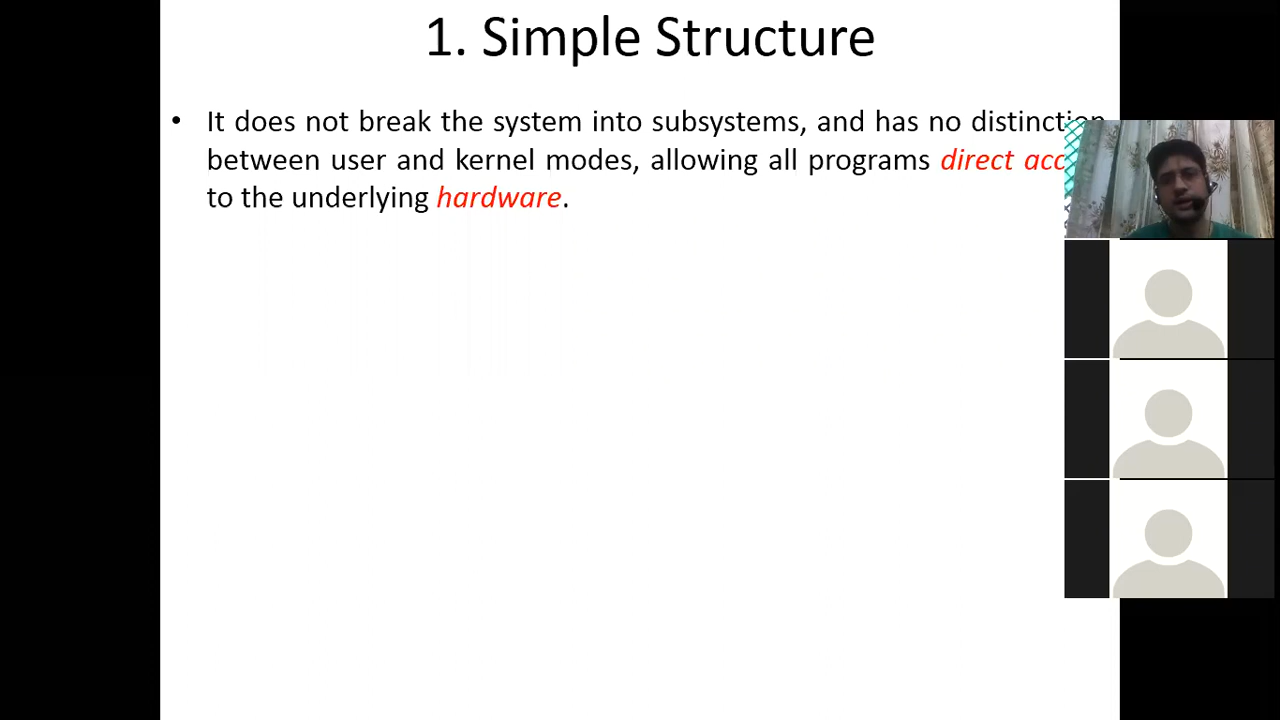 1. Simple Structure
• It does not break the system into subsystems, and has no distinction
between user and kernel modes, allowing all programs direct acc
to the underlying hardware.